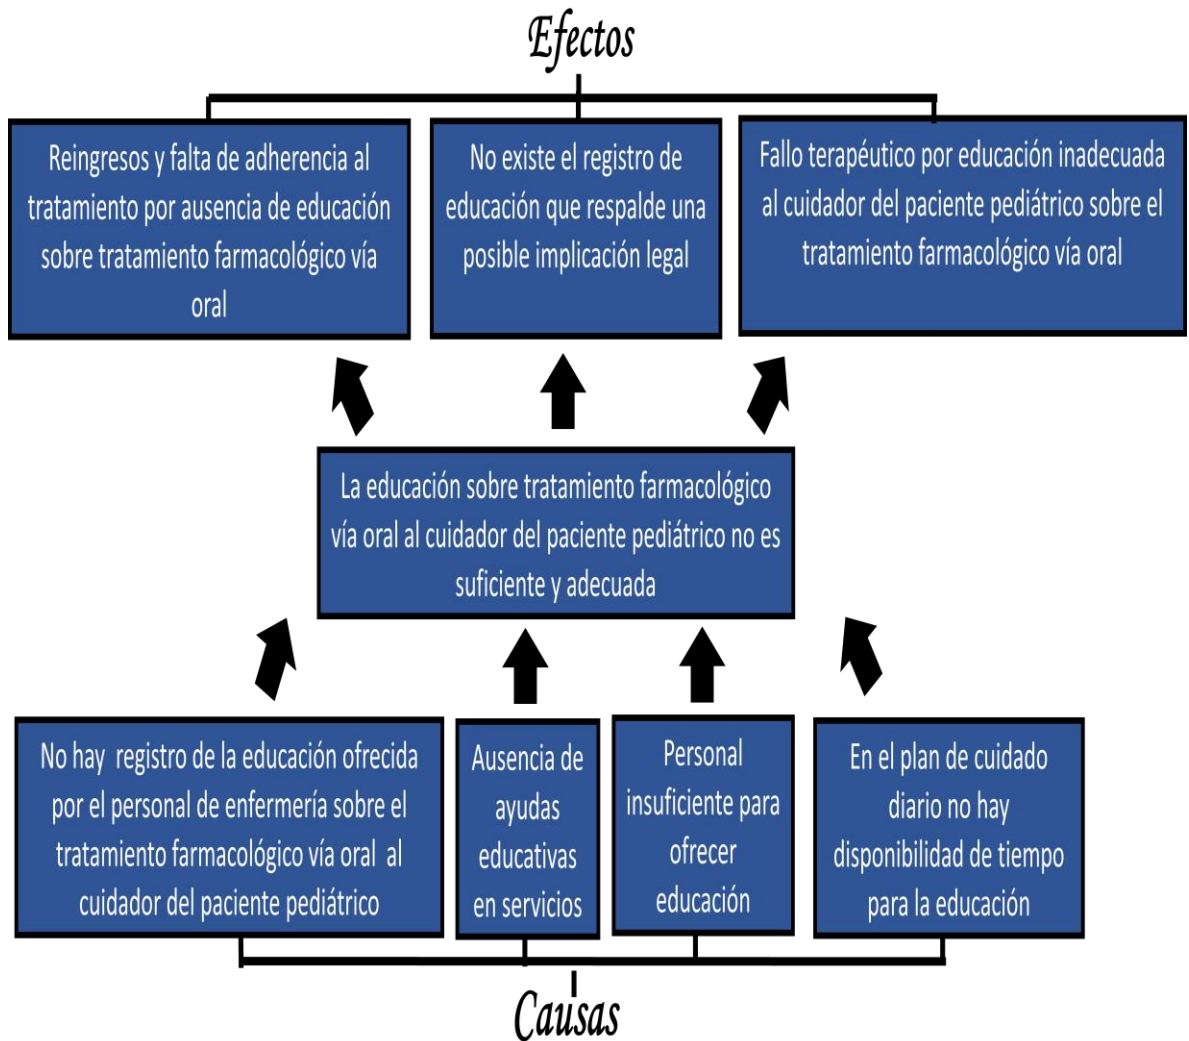 Efectos
Reingresos y falta de adherencia al
tratamiento por ausencia de educación
sobre tratamiento farmacológico vía
oral
No existe el registro de
educación que respalde una
posible implicación legal
Fallo terapéutico por educación inadecuada
al cuidador del paciente pediátrico sobre el
tratamiento farmacológico vía oral
La educación sobre tratamiento farmacológico
vía oral al cuidador del paciente pediátrico no es
suficiente y adecuada
No hay registro de la educación ofrecida
por el personal de enfermería sobre el
tratamiento farmacológico vía oral al
cuidador del paciente pediátrico
Ausencia de
ayudas
educativas
en servicios
Personal
insuficiente para
ofrecer
educación
En el plan de cuidado
diario no hay
disponibilidad de tiempo
para la educación
Causas